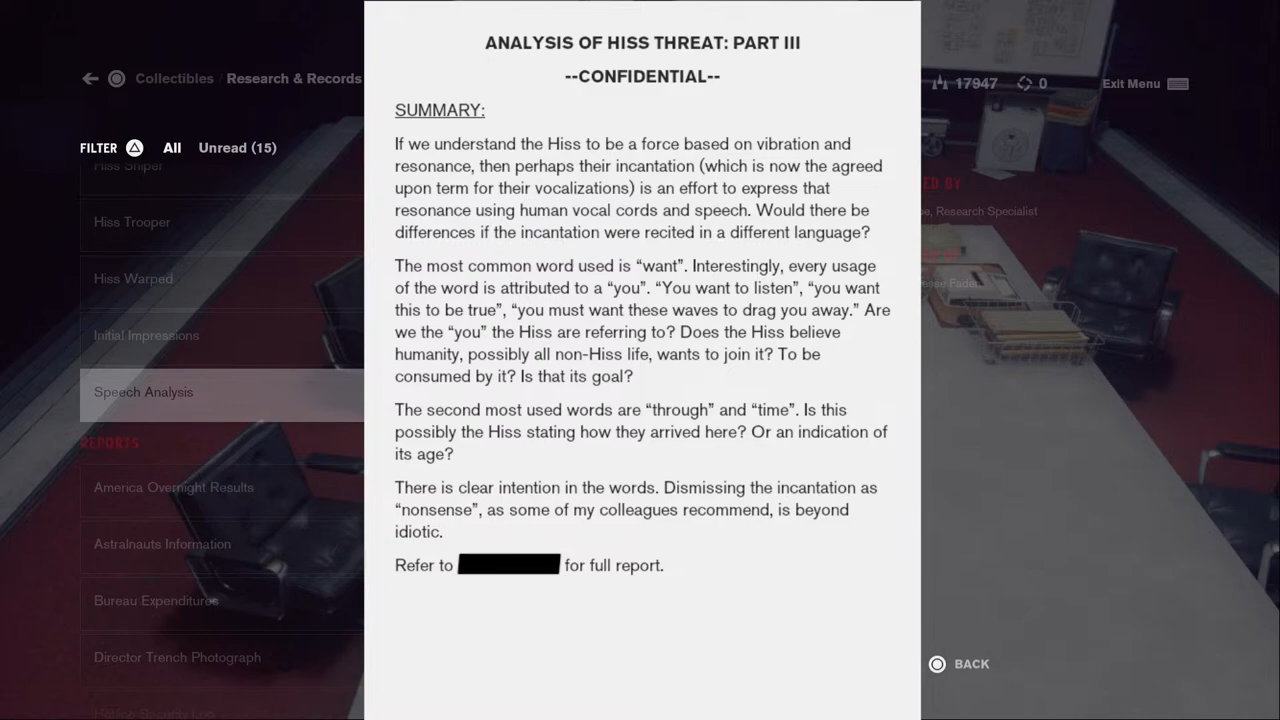 ANALYSIS OF HISS THREAT: PART III
--CONFIDENTIAL--
SUMMARY:
If we understand the Hiss to be a force based on vibration and
resonance, then perhaps their incantation (which is now the agreed
upon term for their vocalizations) is an effort to express that
resonance using human vocal cords and speech. Would there be
differences if the incantation were recited in a different language?
The most common word used is “want”. Interestingly, every usage
of the word is attributed to a “you”. “You want to listen”, “you want
this to be true”, “you must want these waves to drag you away.” Are
we the “you” the Hiss are referring to? Does the Hiss believe
humanity, possibly all non-Hiss life, wants to join it? To be
consumed by it? Is that its goal?
The second most used words are “through” and “time”. Is this
possibly the Hiss stating how they arrived here? Or an indication of
its age?
There is clear intention in the words. Dismissing the incantation as
“nonsense”, as some of my colleagues recommend, is beyond
idiotic.
Refer to for full report.
Collectibles / Research & Records
FILTER All Unread (15)
Hiss Sniper
Hiss Trooper
Hiss Warped
Initial Impressions
Speech Analysis
REPORTS
America Overnight Results
Astralnauts Information
Bureau Expenditures
Director Trench Photograph
Hotline Security Log
17947 0 Exit Menu
ED BY
Research Specialist
Faden
BACK